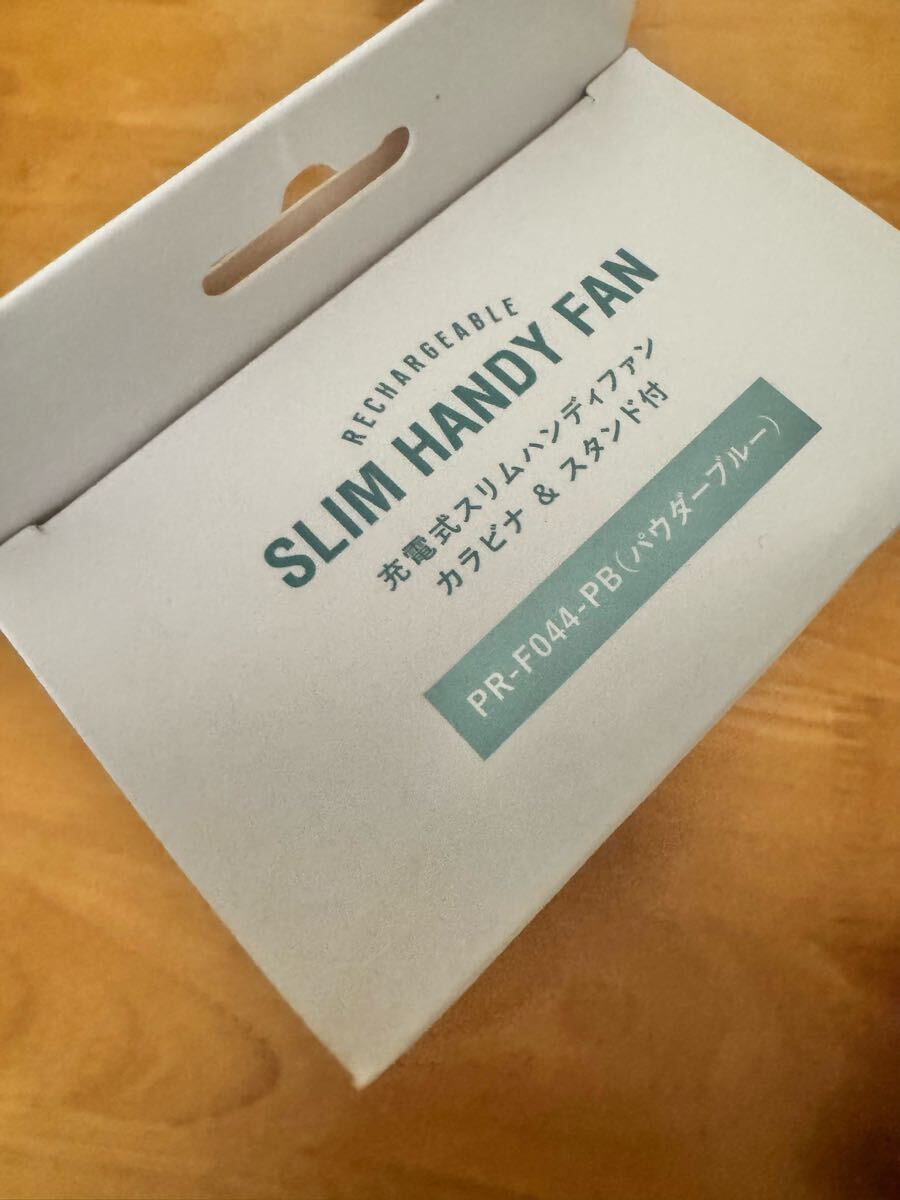 RECHARGEABLE
SLIM HANDY FAN
充電式スリムハンディファン
カラビナ & スタンド付
PR-F044-PB(パウダーブルー)